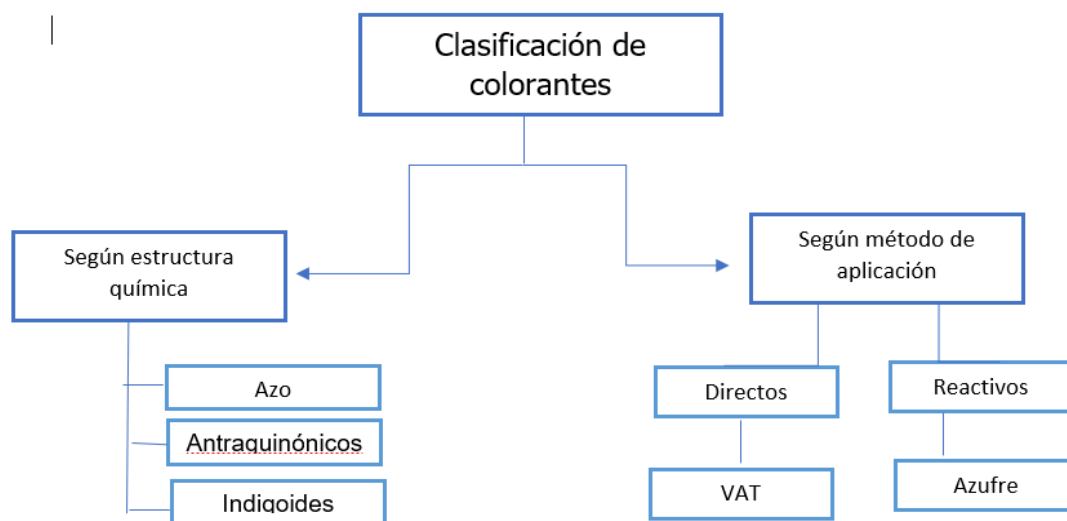 Clasificación de
colorantes
Según estructura
química
Según método de
aplicación
Azo
Antraquinónicos
Indigoides
Directos
Reactivos
VAT
Azufre